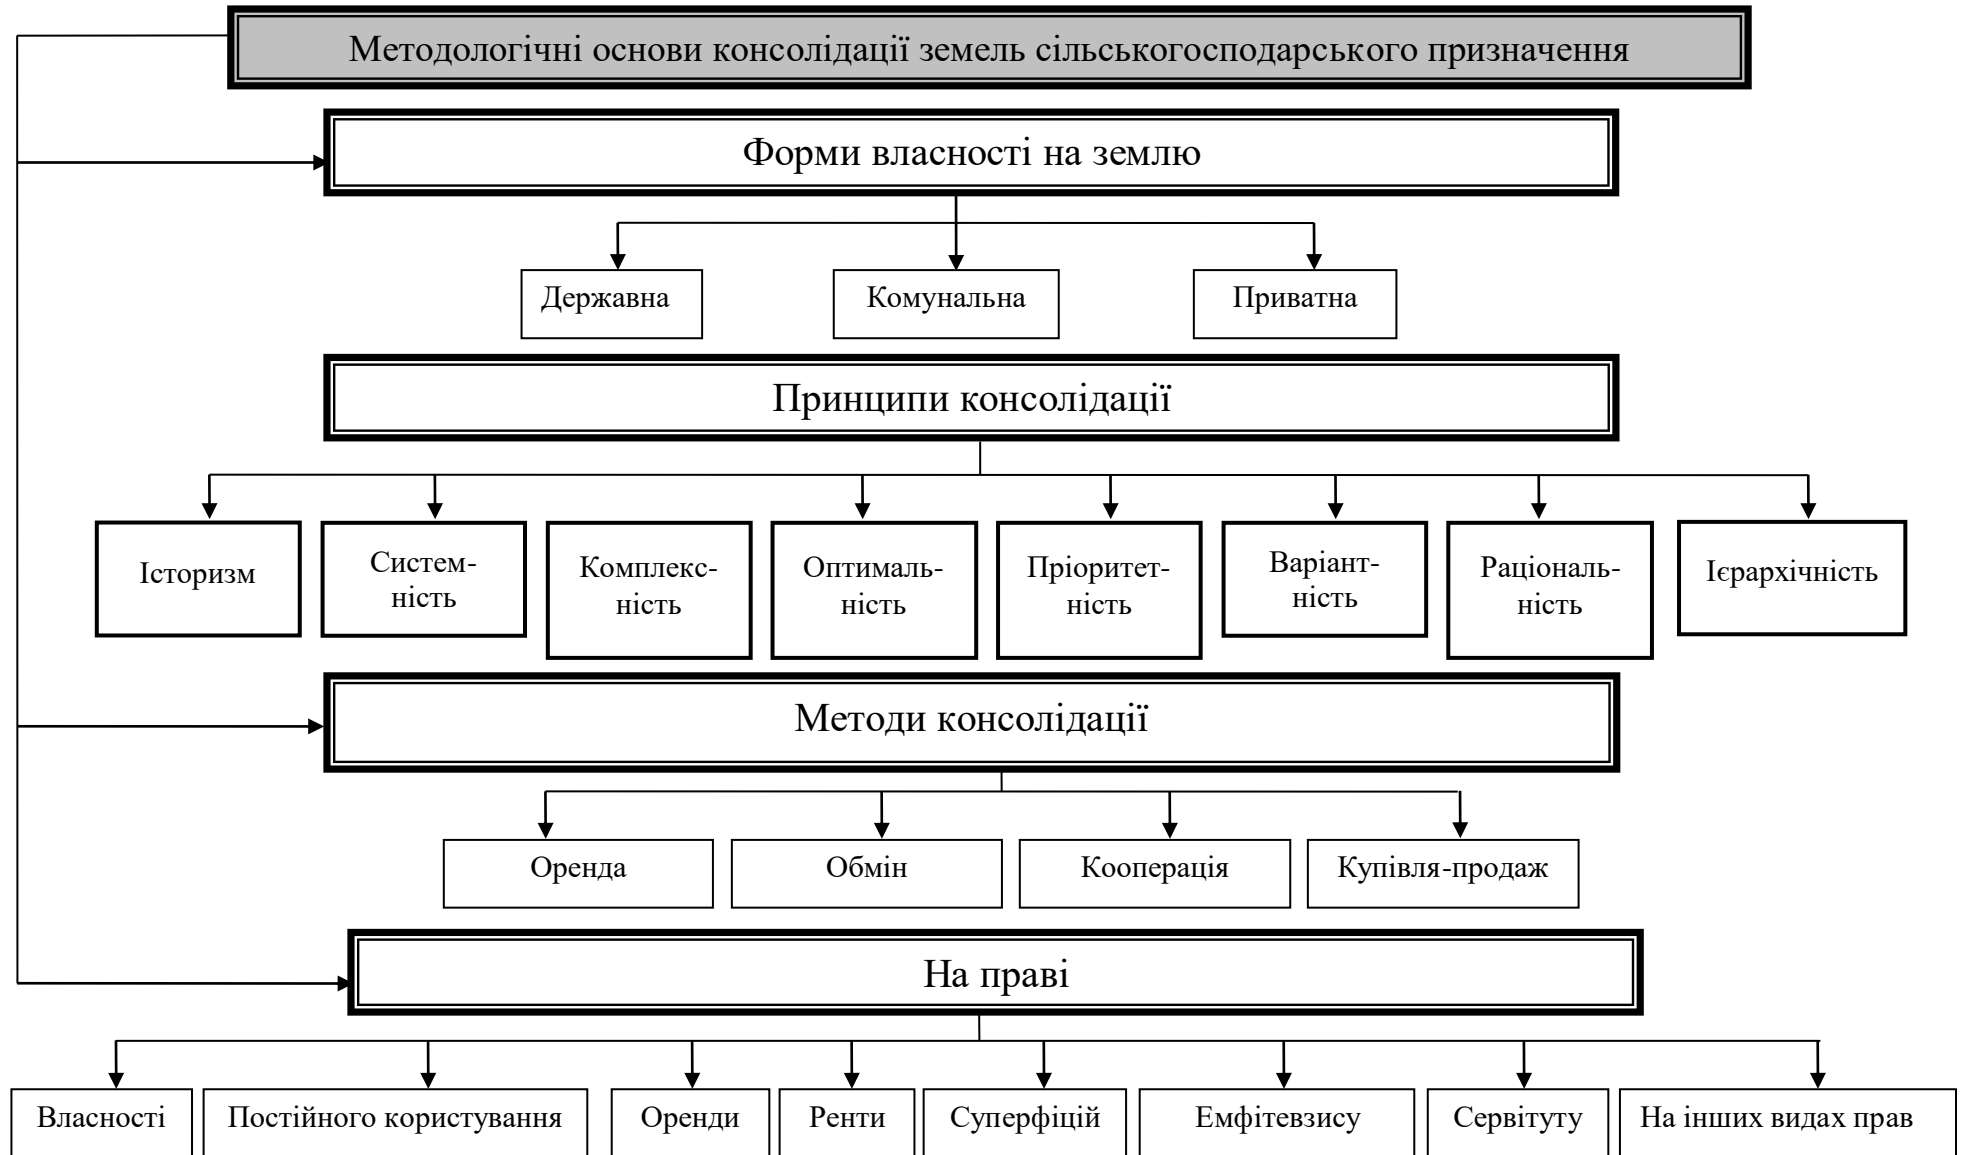 Методологічні основи консолідації земель сільськогосподарського призначення
Форми власності на землю
Державна
Комунальна
Приватна
Принципи консолідації
Історизм
Систем-
ність
Комплекс-
ність
Оптималь-
ність
Пріоритет-
ність
Варіант-
ність
Раціональ-
ність
Ієрархічність
Методи консолідації
Оренда
Обмін
Кооперація
Купівля-продаж
На праві
Власності
Постійного користування
Оренди
Ренти
Суперфіцій
Емфітевзису
Сервітуту
На інших видах прав